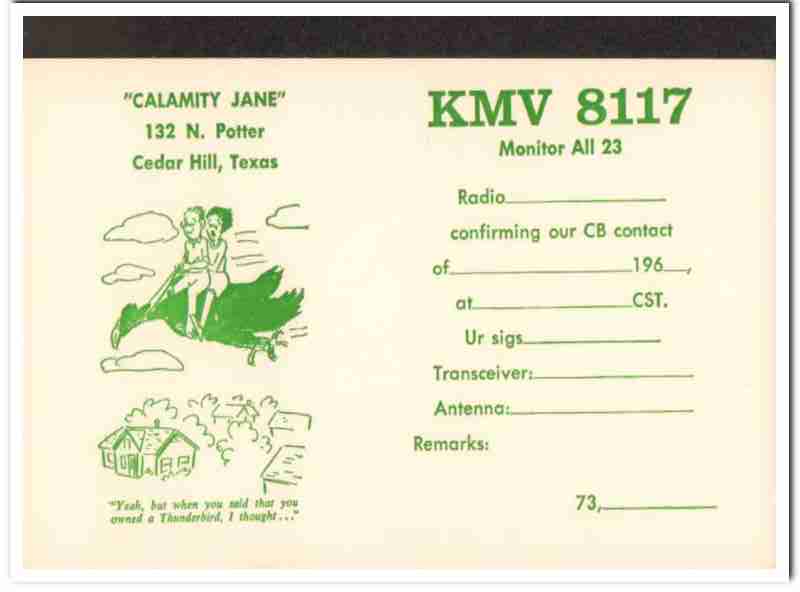 "CALAMITY JANE"
132 N. Potter
Cedar Hill, Texas
"Yeah, but when you said that you
owned a Thunderbird, I thought..."
KMV 8117
Monitor All 23
Radio
confirming our CB contact
of 196 ,
at CST.
Ur sigs
Transceiver:
Antenna:
Remarks:
73,